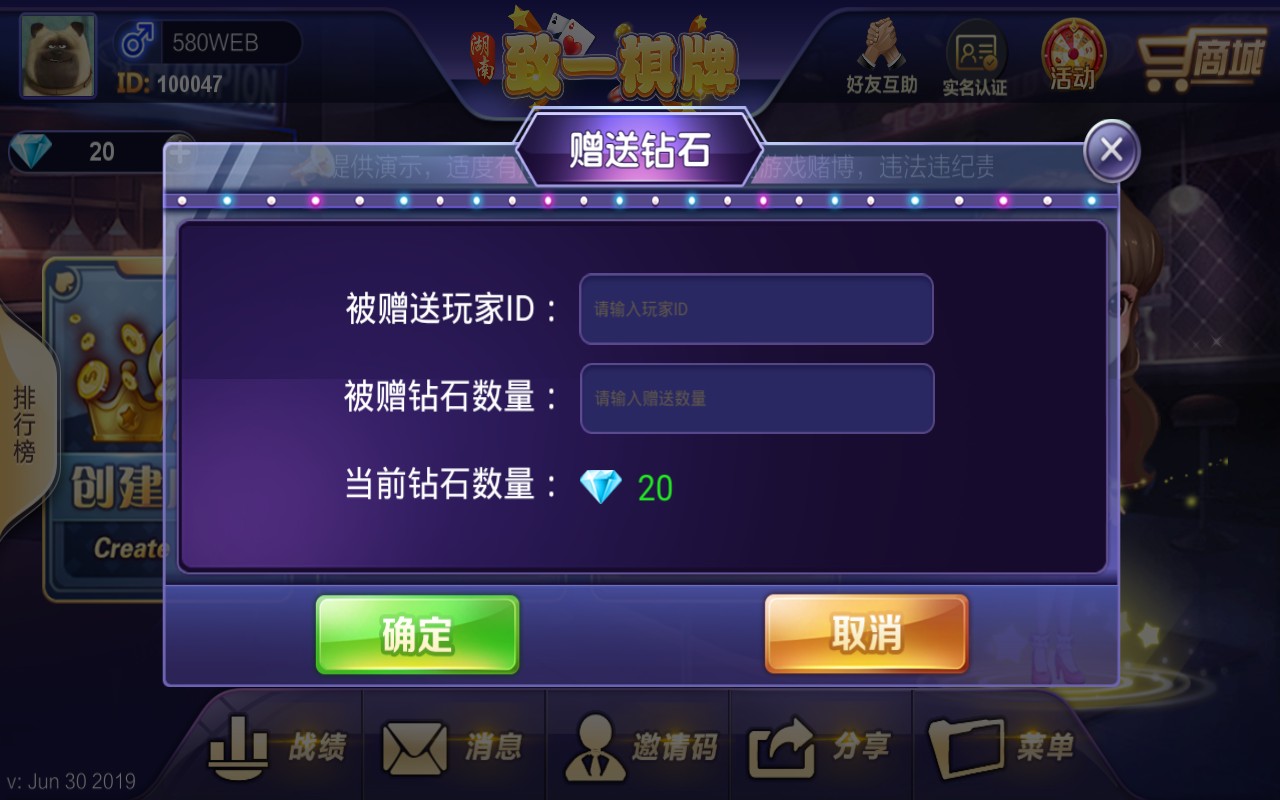 580WEB
ID: 100047
湖南
致一棋牌
好友互助
实名认证
活动
商城
20
提供演示，适度有
游戏赌博，违法违纪责
赠送钻石
被赠送玩家ID：
请输入玩家ID
被赠钻石数量：
请输入赠送数量
当前钻石数量：
20
排行榜
创建
Create
确定
取消
战绩
消息
邀请码
分享
菜单
v: Jun 30 2019